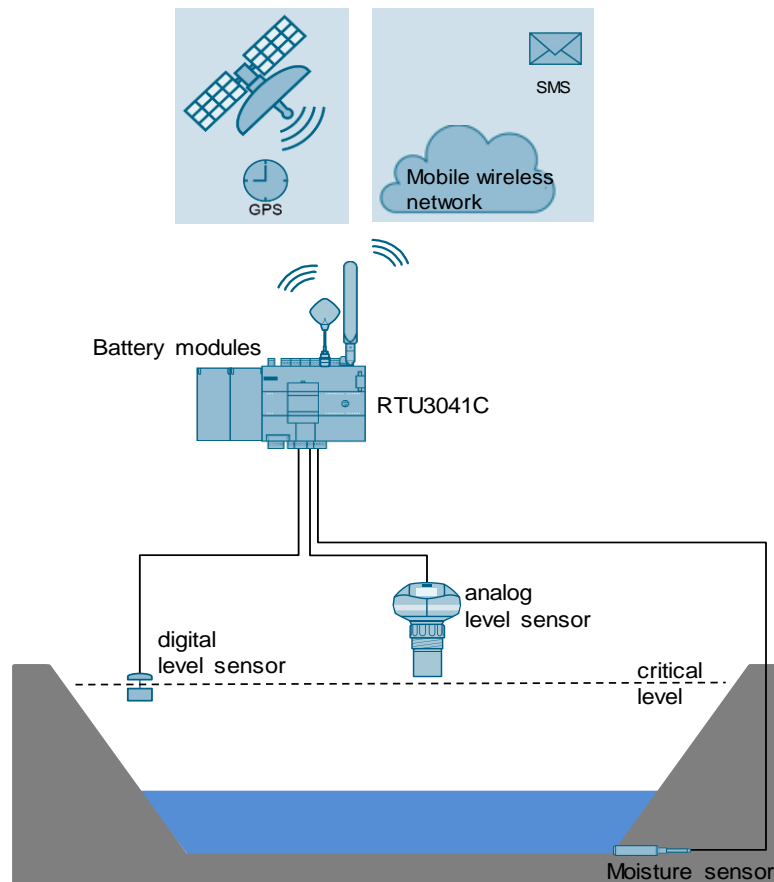 SMS
Mobile wireless
network
GPS
Battery modules
RTU3041C
analog
level sensor
digital
level sensor
critical
level
Moisture sensor